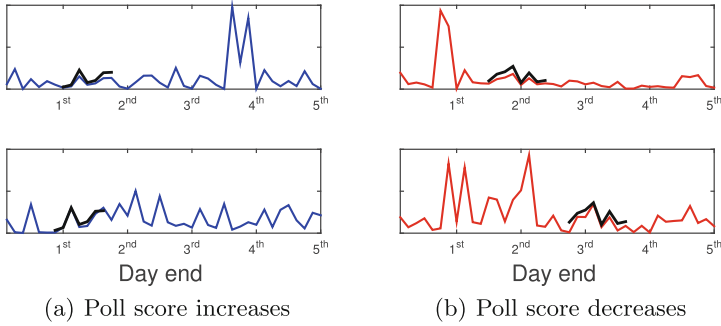 1st 2nd 3rd 4th 5th
1st 2nd 3rd 4th 5th
1st 2nd 3rd 4th 5th
1st 2nd 3rd 4th 5th
Day end
Day end
(a) Poll score increases
(b) Poll score decreases